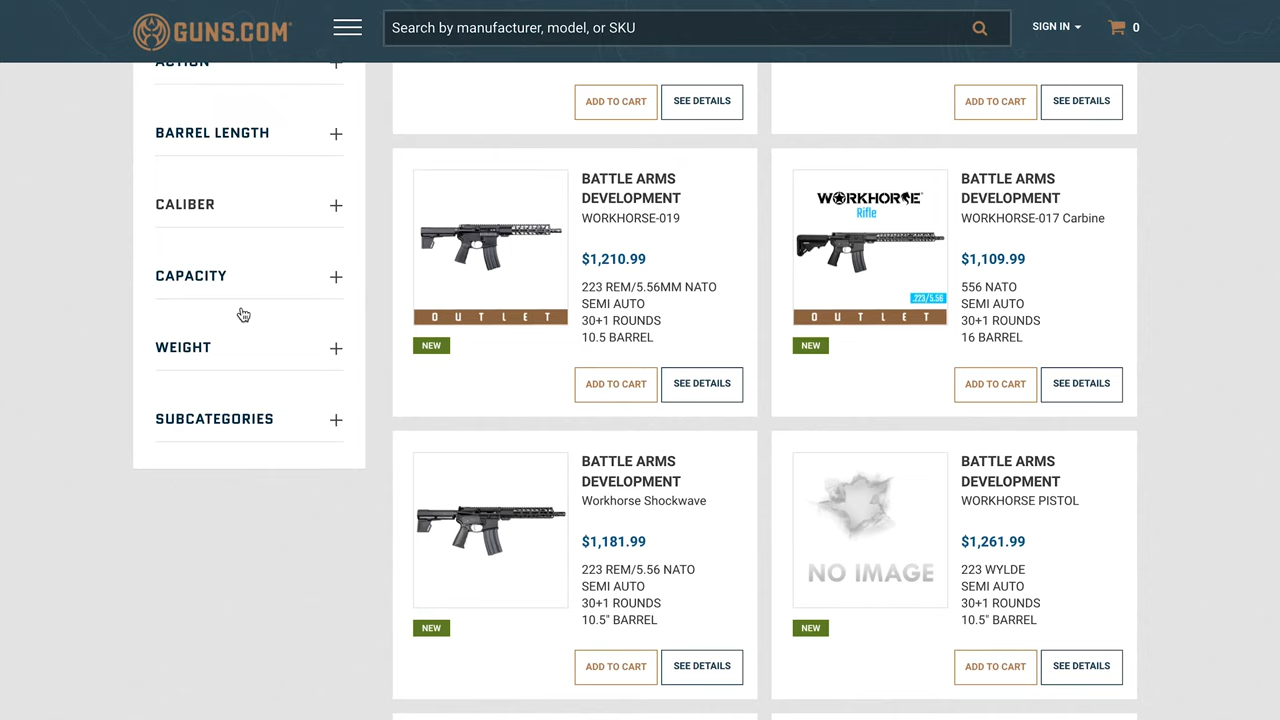 GUNS.COM
Search by manufacturer, model, or SKU
SIGN IN
0
ACTION
BARREL LENGTH
CALIBER
CAPACITY
WEIGHT
SUBCATEGORIES
ADD TO CART
SEE DETAILS
ADD TO CART
SEE DETAILS
OUTLET
NEW
BATTLE ARMS
DEVELOPMENT
WORKHORSE-019
$1,210.99
223 REM/5.56MM NATO
SEMI AUTO
30+1 ROUNDS
10.5 BARREL
ADD TO CART
SEE DETAILS
WORKHORSE
Rifle
.223/5.56
OUTLET
NEW
BATTLE ARMS
DEVELOPMENT
WORKHORSE-017 Carbine
$1,109.99
556 NATO
SEMI AUTO
30+1 ROUNDS
16 BARREL
ADD TO CART
SEE DETAILS
NEW
BATTLE ARMS
DEVELOPMENT
Workhorse Shockwave
$1,181.99
223 REM/5.56 NATO
SEMI AUTO
30+1 ROUNDS
10.5" BARREL
ADD TO CART
SEE DETAILS
NO IMAGE
NEW
BATTLE ARMS
DEVELOPMENT
WORKHORSE PISTOL
$1,261.99
223 WYLDE
SEMI AUTO
30+1 ROUNDS
10.5" BARREL
ADD TO CART
SEE DETAILS